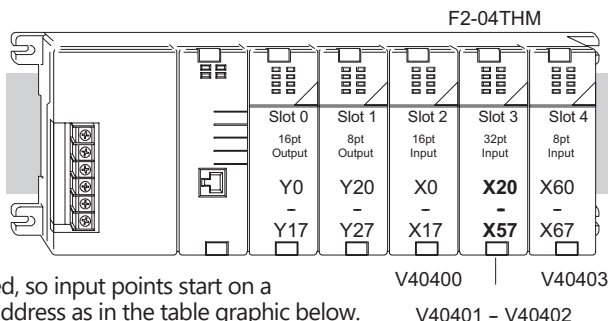 F2-04THM
Slot 0 Slot 1 Slot 2 Slot 3 Slot 4
16pt 8pt 16pt 32pt 8pt
Output Output Input Input Input
Y0 Y20 X0 X20 X60
– – – – –
Y17 Y27 X17 X57 X67
V40400 V40403
V40401 – V40402
ed, so input points start on a
address as in the table graphic below.